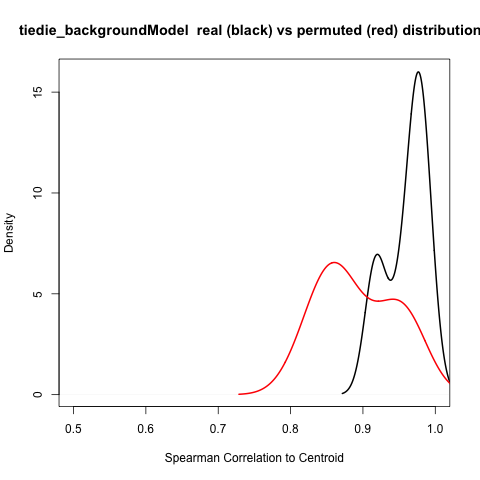 tiedie_backgroundModel real (black) vs permuted (red) distribution
Density
15
10
5
0
0.5 0.6 0.7 0.8 0.9 1.0
Spearman Correlation to Centroid